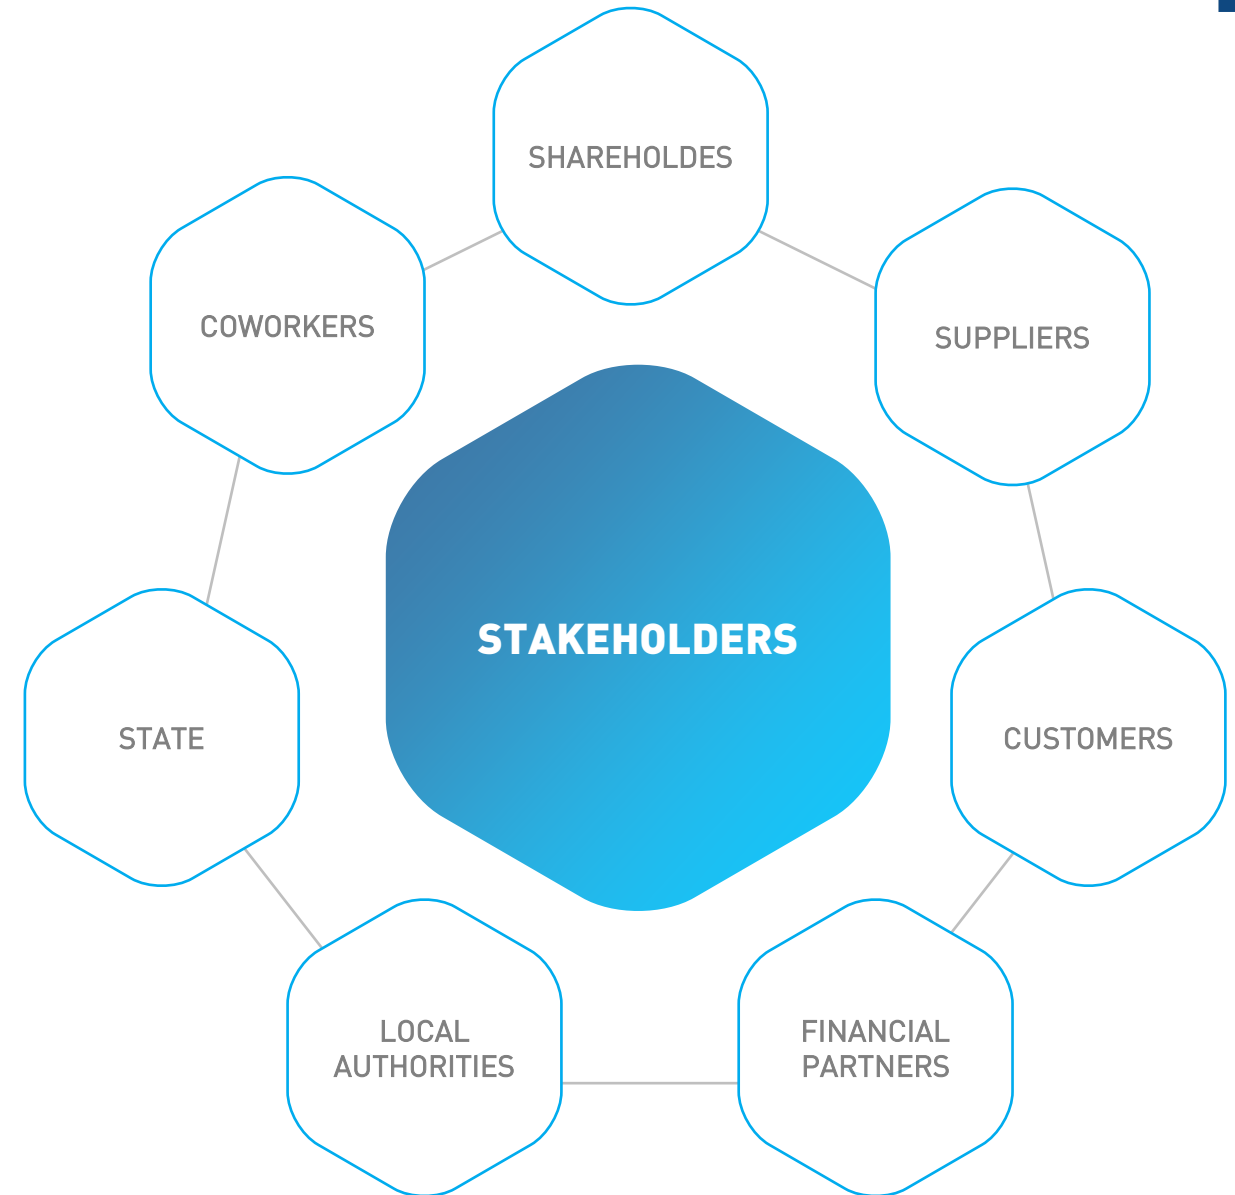 SHAREHOLDES
COWORKERS
SUPPLIERS
STAKEHOLDERS
STATE
CUSTOMERS
LOCAL
AUTHORITIES
FINANCIAL
PARTNERS